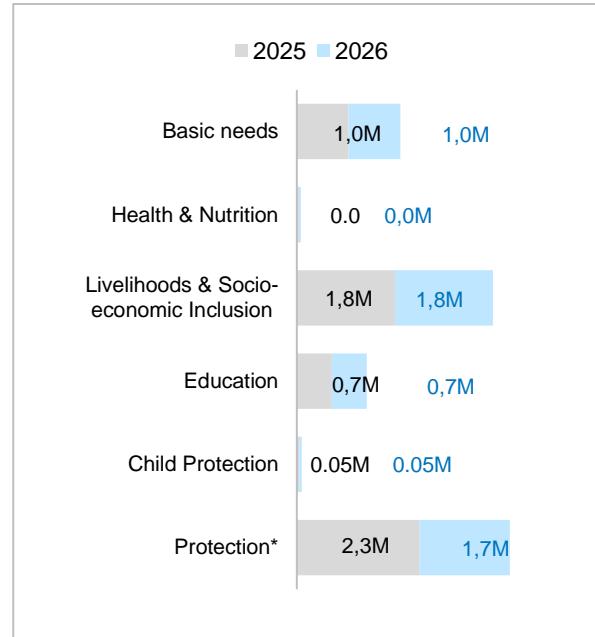 2025 2026
Basic needs 1,0M 1,0M
Health & Nutrition 0.0 0,0M
Livelihoods & Socio-
economic Inclusion 1,8M 1,8M
Education 0,7M 0,7M
Child Protection 0.05M 0.05M
Protection* 2,3M 1,7M